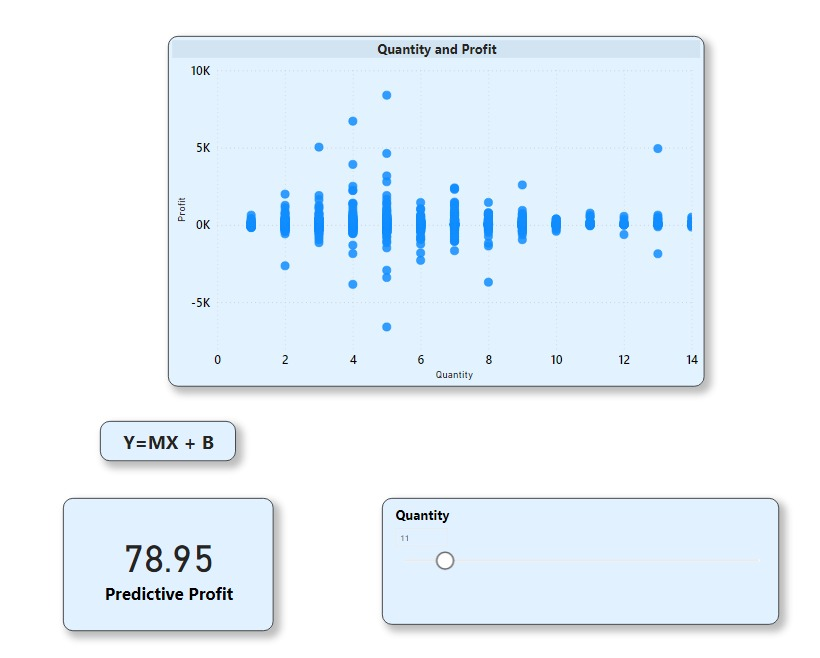 Quantity and Profit
10K
5K
0K
-5K
Profit
0 2 4 6 8 10 12 14
Quantity
Y=MX + B
78.95
Predictive Profit
Quantity
11